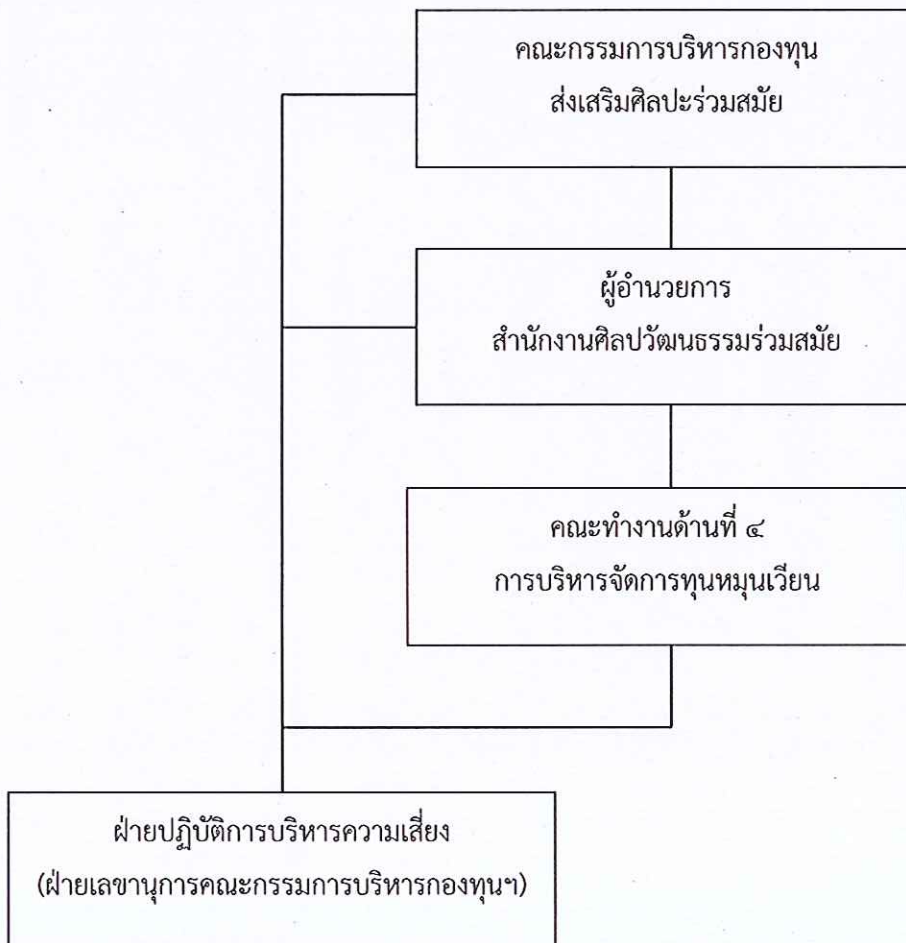 คณะกรรมการบริหารกองทุน
ส่งเสริมศิลปะร่วมสมัย
ผู้อำนวยการ
สำนักงานศิลปวัฒนธรรมร่วมสมัย
คณะทำงานด้านที่ ๔
การบริหารจัดการทุนหมุนเวียน
ฝ่ายปฏิบัติการบริหารความเสี่ยง
(ฝ่ายเลขานุการคณะกรรมการบริหารกองทุนฯ)